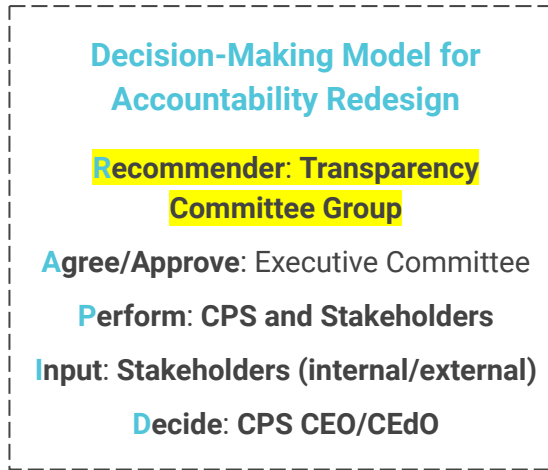 Decision-Making Model for
Accountability Redesign
Recommender: Transparency
Committee Group
Agree/Approve: Executive Committee
Perform: CPS and Stakeholders
Input: Stakeholders (internal/external)
Decide: CPS CEO/CEdO